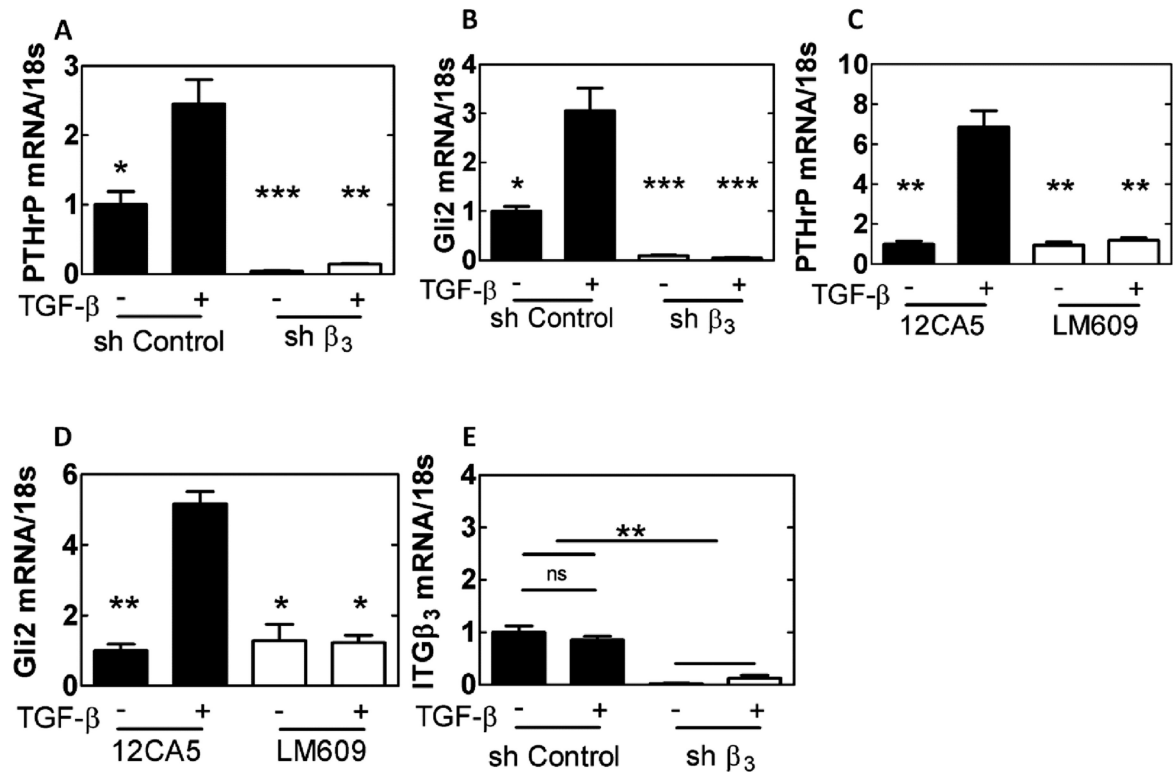 A
PTHrP mRNA/18s
3
2
1
0
*
***
**
TGF-β - + - +
sh Control sh β3
B
Gli2 mRNA/18s
4
3
2
1
0
*
***
***
TGF-β - + - +
sh Control sh β3
C
PTHrP mRNA/18s
10
8
6
4
2
0
**
**
**
TGF-β - + - +
12CA5 LM609
D
Gli2 mRNA/18s
6
4
2
0
**
*
*
TGF-β - + - +
12CA5 LM609
E
ITGβ3 mRNA/18s
4
3
2
1
0
**
ns
TGF-β - + - +
sh Control sh β3